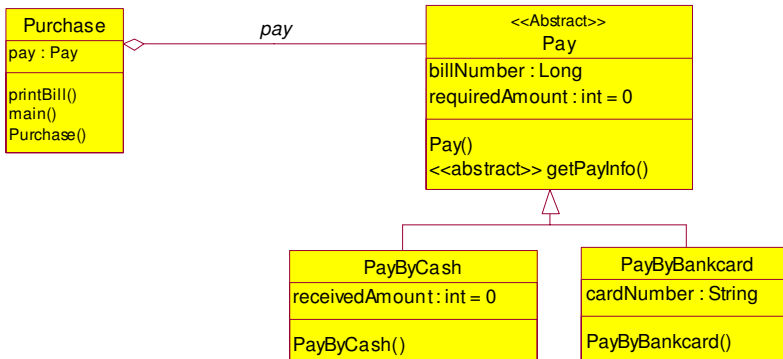 Purchase
pay : Pay
printBill()
main()
Purchase()
pay
<<Abstract>>
Pay
billNumber : Long
requiredAmount : int = 0
Pay()
<<abstract>> getPayInfo()
PayByCash
receivedAmount : int = 0
PayByCash()
PayByBankcard
cardNumber : String
PayByBankcard()